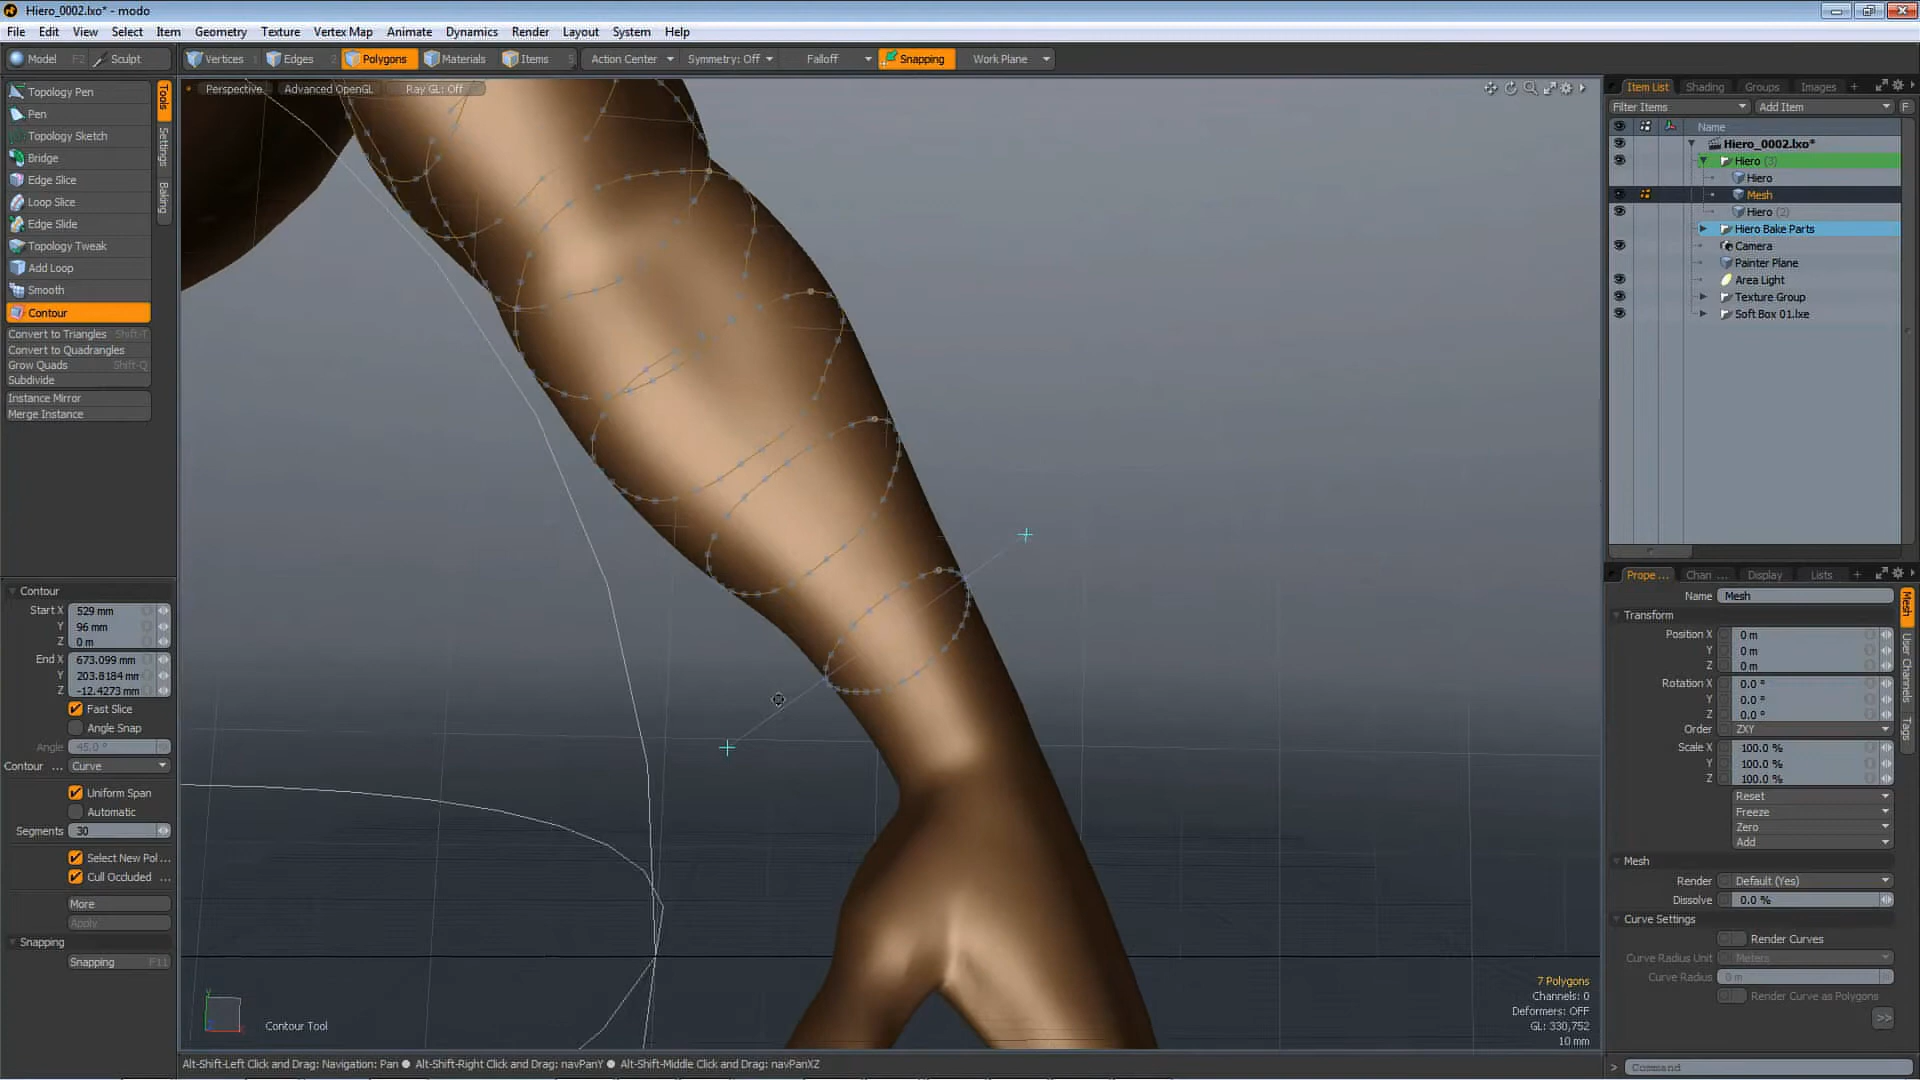 Hiero_0002.lxo* - modo
File Edit View Select Item Geometry Texture Vertex Map Animate Dynamics Render Layout System Help
Model F2 Sculpt Vertices 1 Edges 2 Polygons Materials Items 5 Action Center Symmetry: Off Falloff Snapping Work Plane
Perspective Advanced OpenGL Ray GL: Off
Topology Pen
Pen
Topology Sketch
Bridge
Edge Slice
Loop Slice
Edge Slide
Topology Tweak
Add Loop
Smooth
Contour
Convert to Triangles Shift-T
Convert to Quadrangles
Grow Quads Shift-Q
Subdivide
Instance Mirror
Merge Instance
Tools
Settings
Baking
Contour
Start X 529 mm
Y 96 mm
Z 0 m
End X 673.099 mm
Y 203.8184 mm
Z -12.4273 mm
Fast Slice
Angle Snap
Angle 45.0 °
Contour ... Curve
Uniform Span
Automatic
Segments 30
Select New Pol ...
Cull Occluded ...
More
Apply
Snapping
Snapping F11
Contour Tool
7 Polygons
Channels: 0
Deformers: OFF
GL: 330,752
10 mm
Alt-Shift-Left Click and Drag: Navigation: Pan ● Alt-Shift-Right Click and Drag: navPanY ● Alt-Shift-Middle Click and Drag: navPanXZ
Item List Shading Groups Images +
Filter Items Add Item F
Name
Hiero_0002.lxo*
Hiero (3)
Hiero
Mesh
Hiero (2)
Hiero Bake Parts
Camera
Painter Plane
Area Light
Texture Group
Soft Box 01.lxe
Prope ... Chan ... Display Lists +
Name Mesh
Transform
Position X 0 m
Y 0 m
Z 0 m
Rotation X 0.0 °
Y 0.0 °
Z 0.0 °
Order ZXY
Scale X 100.0 %
Y 100.0 %
Z 100.0 %
Reset
Freeze
Zero
Add
Mesh
Render Default (Yes)
Dissolve 0.0 %
Curve Settings
Render Curves
Curve Radius Unit Meters
Curve Radius 0 m
Render Curve as Polygons
>>
Mesh
User Channels
Tags
> Command